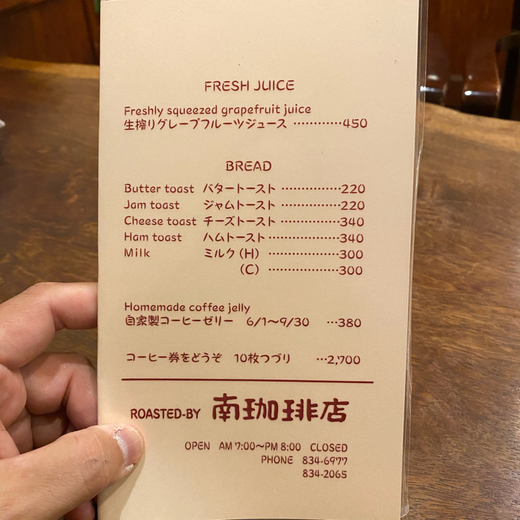 FRESH JUICE
Freshly squeezed grapefruit juice
生搾りグレープフルーツジュース …………450
BREAD
Butter toast バタートースト ……………220
Jam toast ジャムトースト ……………220
Cheese toast チーズトースト ……………340
Ham toast ハムトースト ……………340
Milk ミルク(H) ……………300
(C) ……………300
Homemade coffee jelly
自家製コーヒーゼリー 6/1〜9/30 …380
コーヒー券をどうぞ 10枚つづり …2,700
ROASTED-BY 南珈琲店
OPEN AM 7:00〜PM 8:00 CLOSED
PHONE 834-6977
834-2065